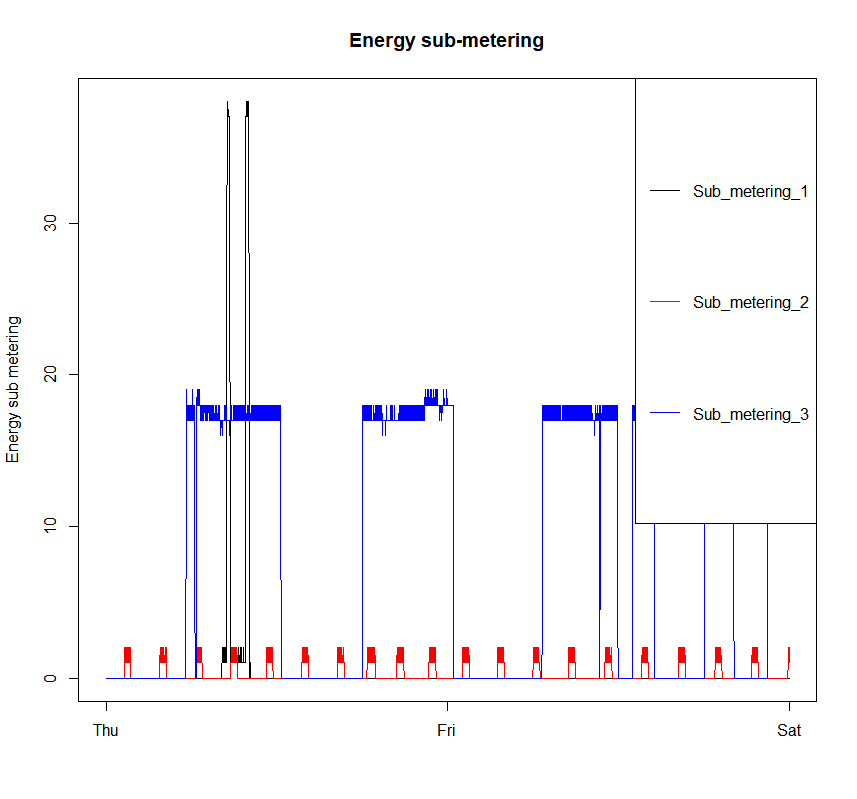 Energy sub-metering
Energy sub metering
30
20
10
0
Thu
Fri
Sat
Sub_metering_1
Sub_metering_2
Sub_metering_3